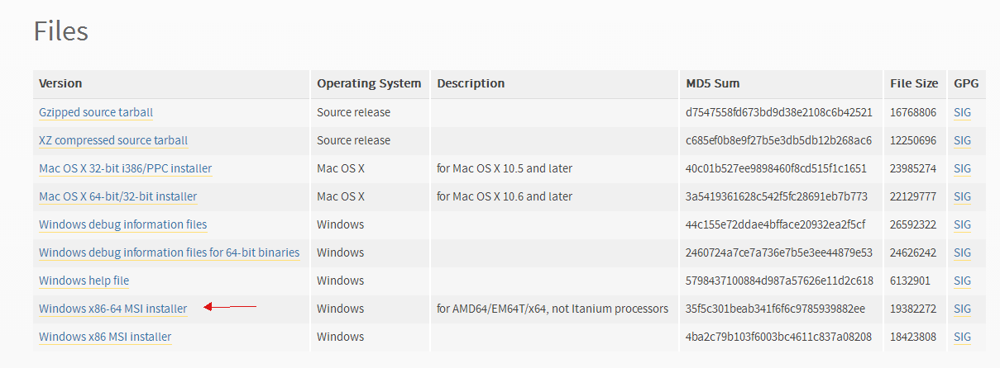 Files
Version Operating System Description MD5 Sum File Size GPG
Gzipped source tarball Source release d7547558fd673bd9d38e2108c6b42521 16768806 SIG
XZ compressed source tarball Source release c685ef0b8e9f27b5e3db5db12b268ac6 12250696 SIG
Mac OS X 32-bit i386/PPC installer Mac OS X for Mac OS X 10.5 and later 40c01b527ee9898460f8cd515f1c1651 23985274 SIG
Mac OS X 64-bit/32-bit installer Mac OS X for Mac OS X 10.6 and later 3a5419361628c542f5fc28691eb7b773 22129777 SIG
Windows debug information files Windows 44c155e72ddae4bfface20932ea2f5cf 26592322 SIG
Windows debug information files for 64-bit binaries Windows 2460724a7ce7a736e7b5e3ee44879e53 24626242 SIG
Windows help file Windows 5798437100884d987a57626e11d2c618 6132901 SIG
Windows x86-64 MSI installer Windows for AMD64/EM64T/x64, not Itanium processors 35f5c301beab341f6f6c9785939882ee 19382272 SIG
Windows x86 MSI installer Windows 4ba2c79b103f6003bc4611c837a08208 18423808 SIG